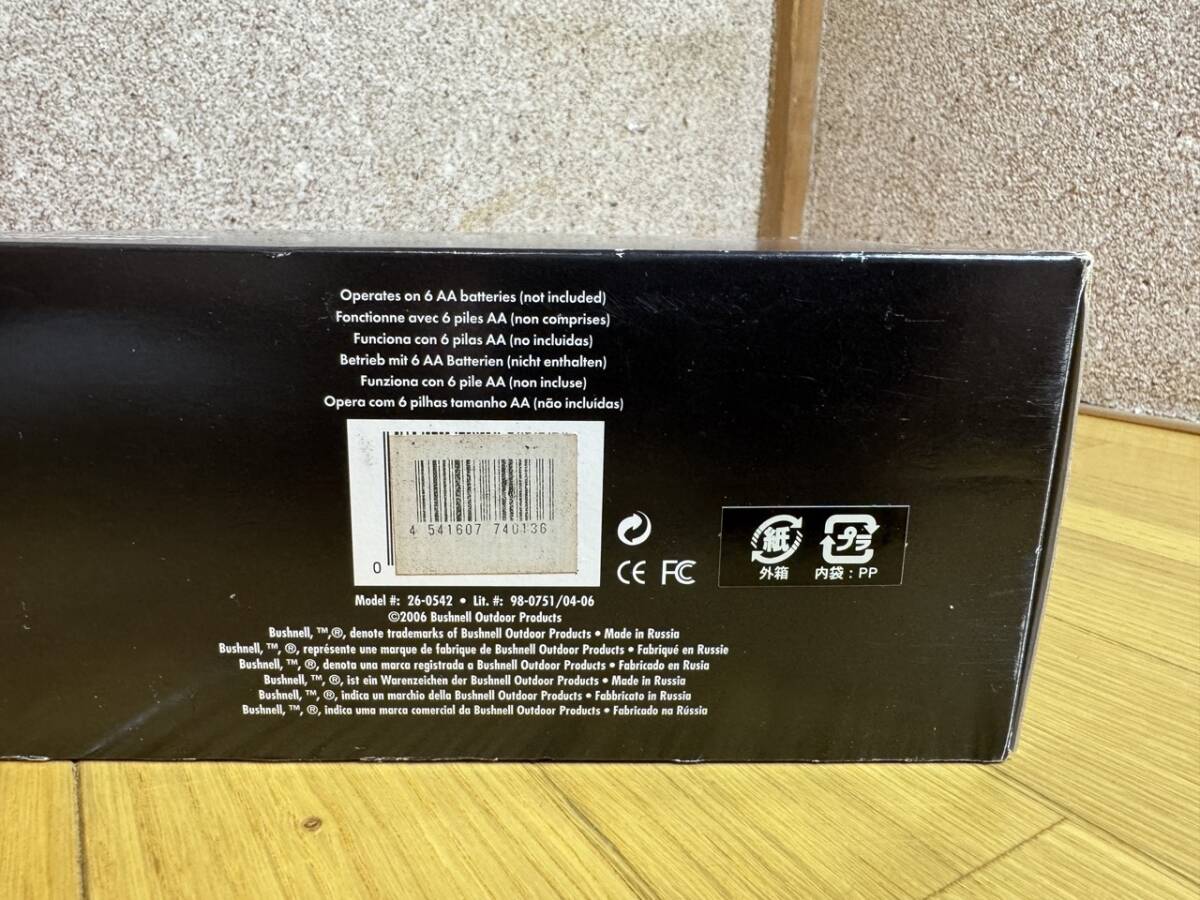 Operates on 6 AA batteries (not included)
Fonctionne avec 6 piles AA (non comprises)
Funciona con 6 pilas AA (no incluidas)
Betrieb mit 6 AA Batterien (nicht enthalten)
Funziona con 6 pile AA (non incluse)
Opera com 6 pilhas tamanho AA (não incluídas)
4 541607 740136
0
CE FC
紙 プラ
外箱 内袋：PP
Model #: 26-0542 • Lit. #: 98-0751/04-06
©2006 Bushnell Outdoor Products
Bushnell, ™,®, denote trademarks of Bushnell Outdoor Products • Made in Russia
Bushnell, ™, ®, représente une marque de fabrique de Bushnell Outdoor Products • Fabriqué en Russie
Bushnell, ™, ®, denota una marca registrada a Bushnell Outdoor Products • Fabricado en Rusia
Bushnell, ™, ®, ist ein Warenzeichen der Bushnell Outdoor Products • Made in Russia
Bushnell, ™, ®, indica un marchio della Bushnell Outdoor Products • Fabbricato in Russia
Bushnell, ™, ®, indica uma marca comercial da Bushnell Outdoor Products • Fabricado na Rússia